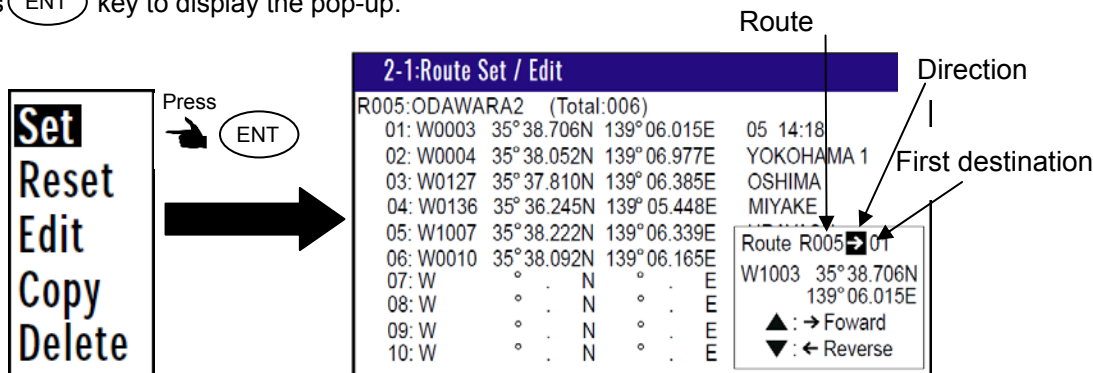 s ENT key to display the pop-up.
Route
Direction
First destination
Set
Reset
Edit
Copy
Delete
Press
ENT
2-1:Route Set / Edit
R005:ODAWARA2 (Total:006)
01: W0003 35°38.706N 139°06.015E 05 14:18
02: W0004 35°38.052N 139°06.977E YOKOHAMA 1
03: W0127 35°37.810N 139°06.385E OSHIMA
04: W0136 35°36.245N 139°05.448E MIYAKE
05: W1007 35°38.222N 139°06.339E
06: W0010 35°38.092N 139°06.165E
07: W ° . N ° . E
08: W ° . N ° . E
09: W ° . N ° . E
10: W ° . N ° . E
Route R005 → 01
W1003 35°38.706N
139°06.015E
▲ : → Foward
▼ : ← Reverse